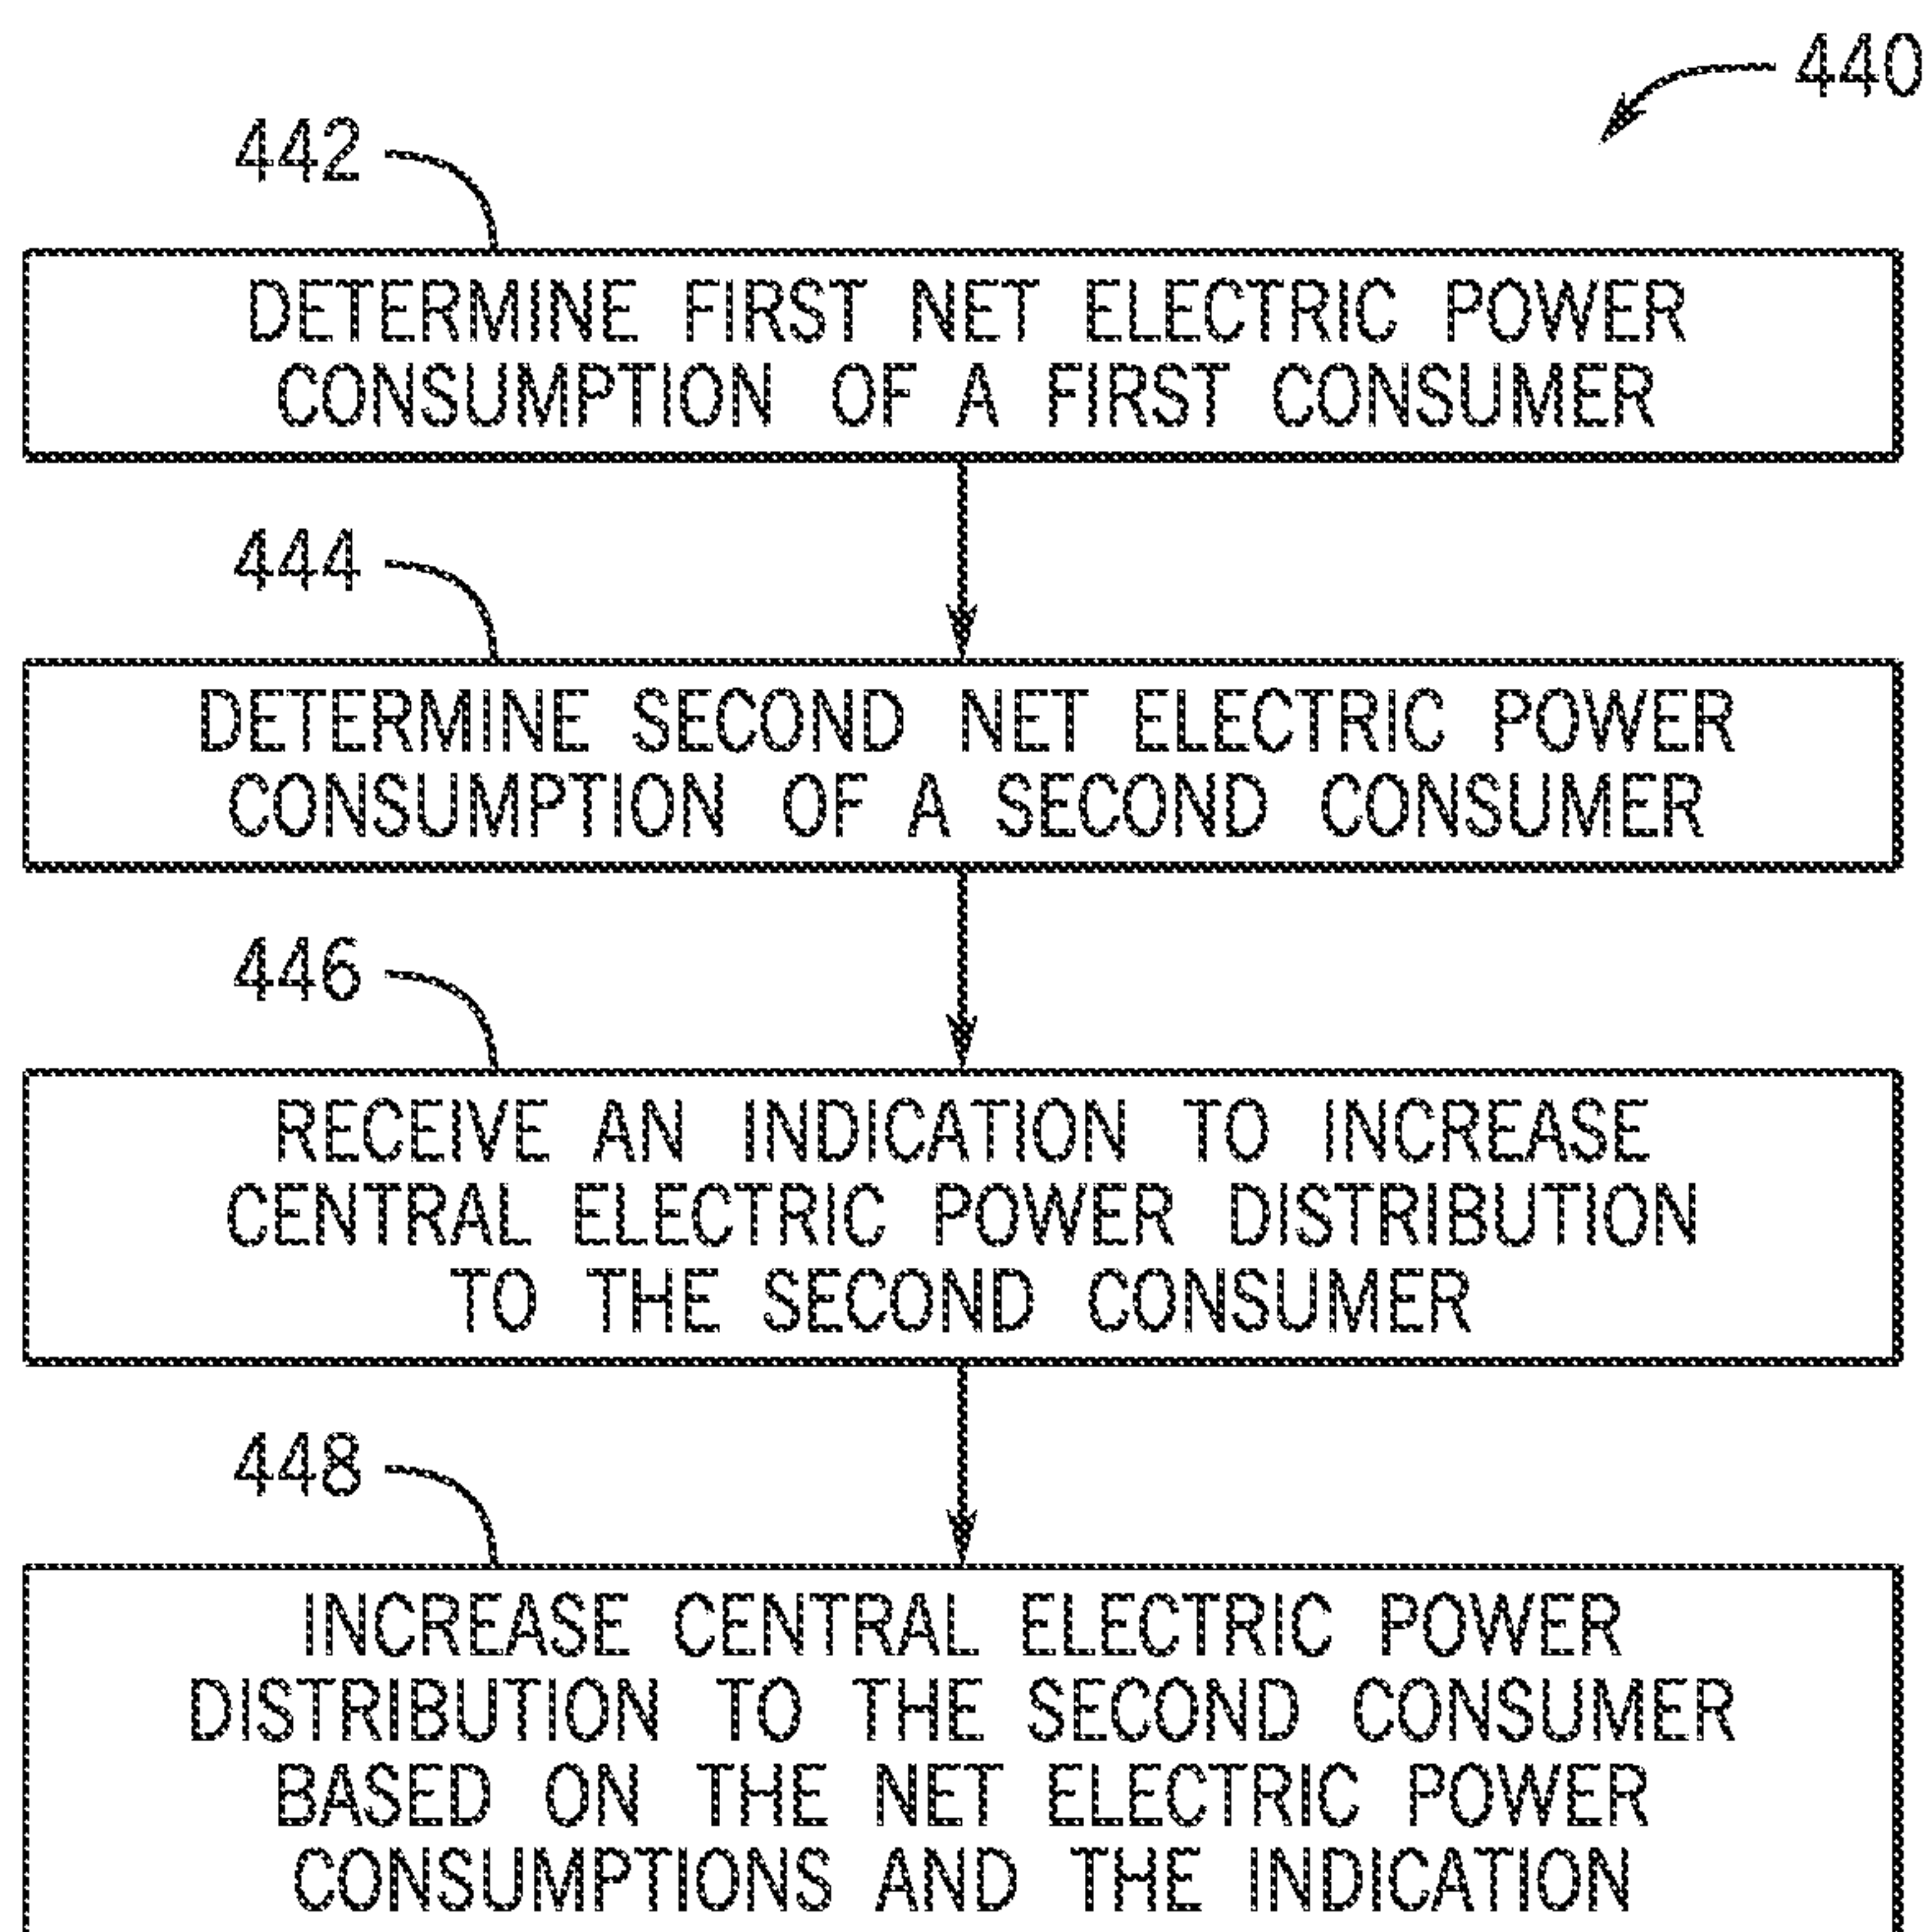 440
442
DETERMINE FIRST NET ELECTRIC POWER
CONSUMPTION OF A FIRST CONSUMER
444
DETERMINE SECOND NET ELECTRIC POWER
CONSUMPTION OF A SECOND CONSUMER
446
RECEIVE AN INDICATION TO INCREASE
CENTRAL ELECTRIC POWER DISTRIBUTION
TO THE SECOND CONSUMER
448
INCREASE CENTRAL ELECTRIC POWER
DISTRIBUTION TO THE SECOND CONSUMER
BASED ON THE NET ELECTRIC POWER
CONSUMPTIONS AND THE INDICATION